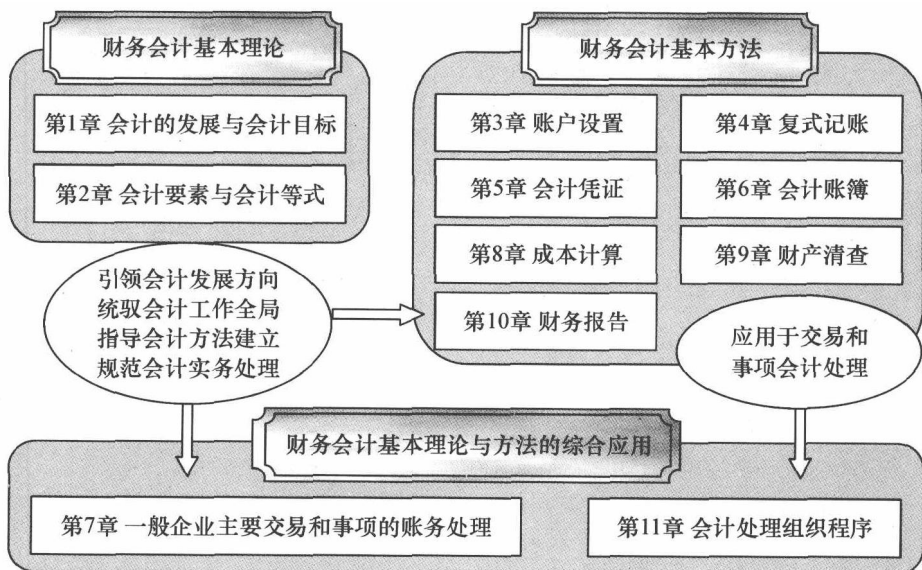 财务会计基本理论
第1章 会计的发展与会计目标
第2章 会计要素与会计等式
引领会计发展方向
统驭会计工作全局
指导会计方法建立
规范会计实务处理
财务会计基本方法
第3章 账户设置
第4章 复式记账
第5章 会计凭证
第6章 会计账簿
第8章 成本计算
第9章 财产清查
第10章 财务报告
应用于交易和
事项会计处理
财务会计基本理论与方法的综合应用
第7章 一般企业主要交易和事项的账务处理
第11章 会计处理组织程序